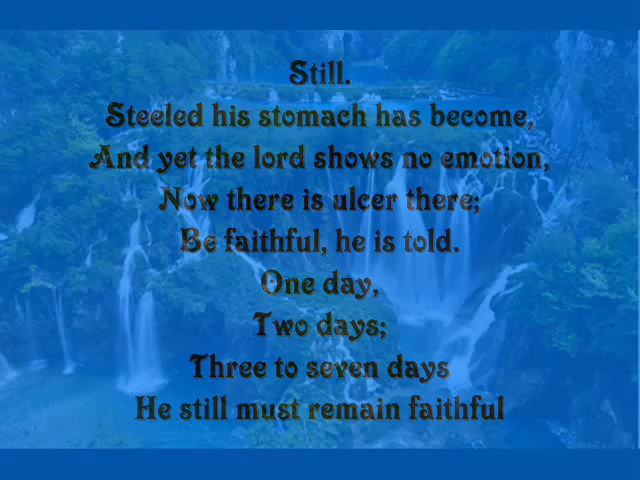 Still.
Steeled his stomach has become,
And yet the lord shows no emotion,
Now there is ulcer there;
Be faithful, he is told.
One day,
Two days;
Three to seven days
He still must remain faithful